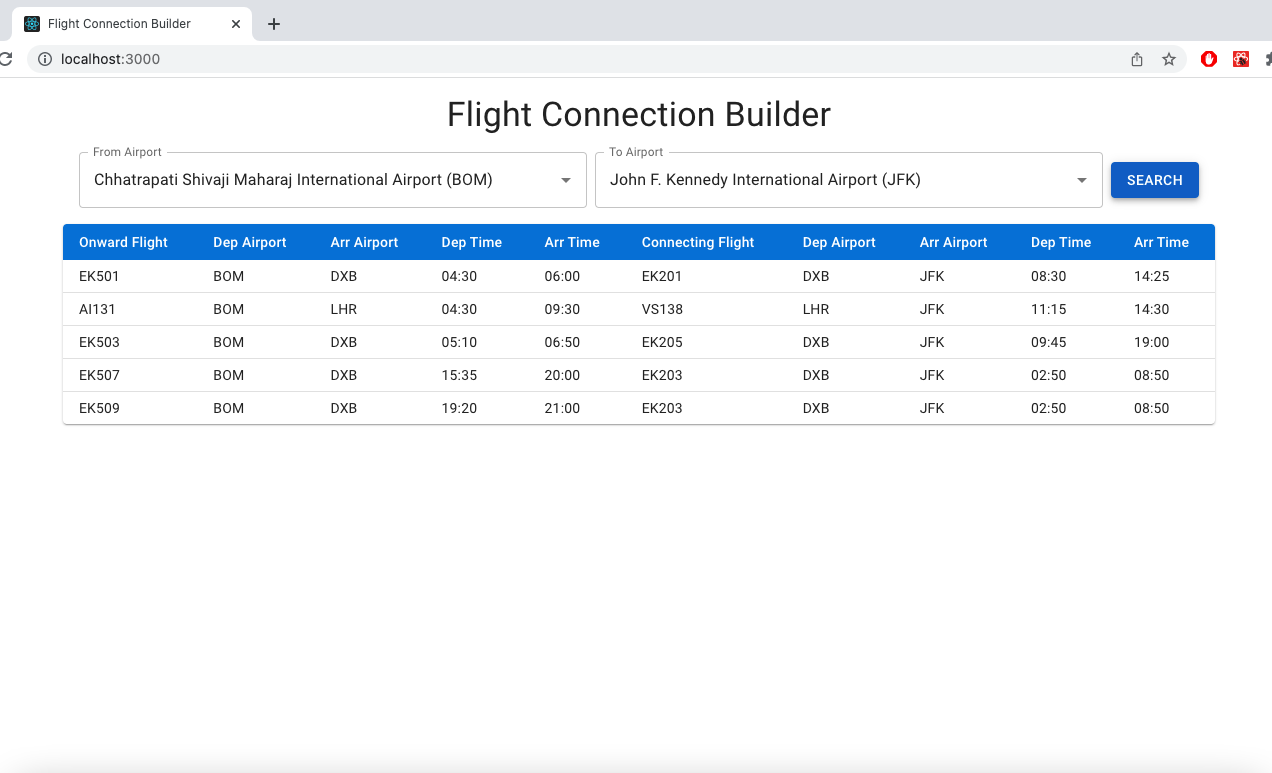 Flight Connection Builder
localhost:3000
Flight Connection Builder
From Airport To Airport
Chhatrapati Shivaji Maharaj International Airport (BOM) John F. Kennedy International Airport (JFK) SEARCH
Onward Flight Dep Airport Arr Airport Dep Time Arr Time Connecting Flight Dep Airport Arr Airport Dep Time Arr Time
EK501 BOM DXB 04:30 06:00 EK201 DXB JFK 08:30 14:25
AI131 BOM LHR 04:30 09:30 VS138 LHR JFK 11:15 14:30
EK503 BOM DXB 05:10 06:50 EK205 DXB JFK 09:45 19:00
EK507 BOM DXB 15:35 20:00 EK203 DXB JFK 02:50 08:50
EK509 BOM DXB 19:20 21:00 EK203 DXB JFK 02:50 08:50